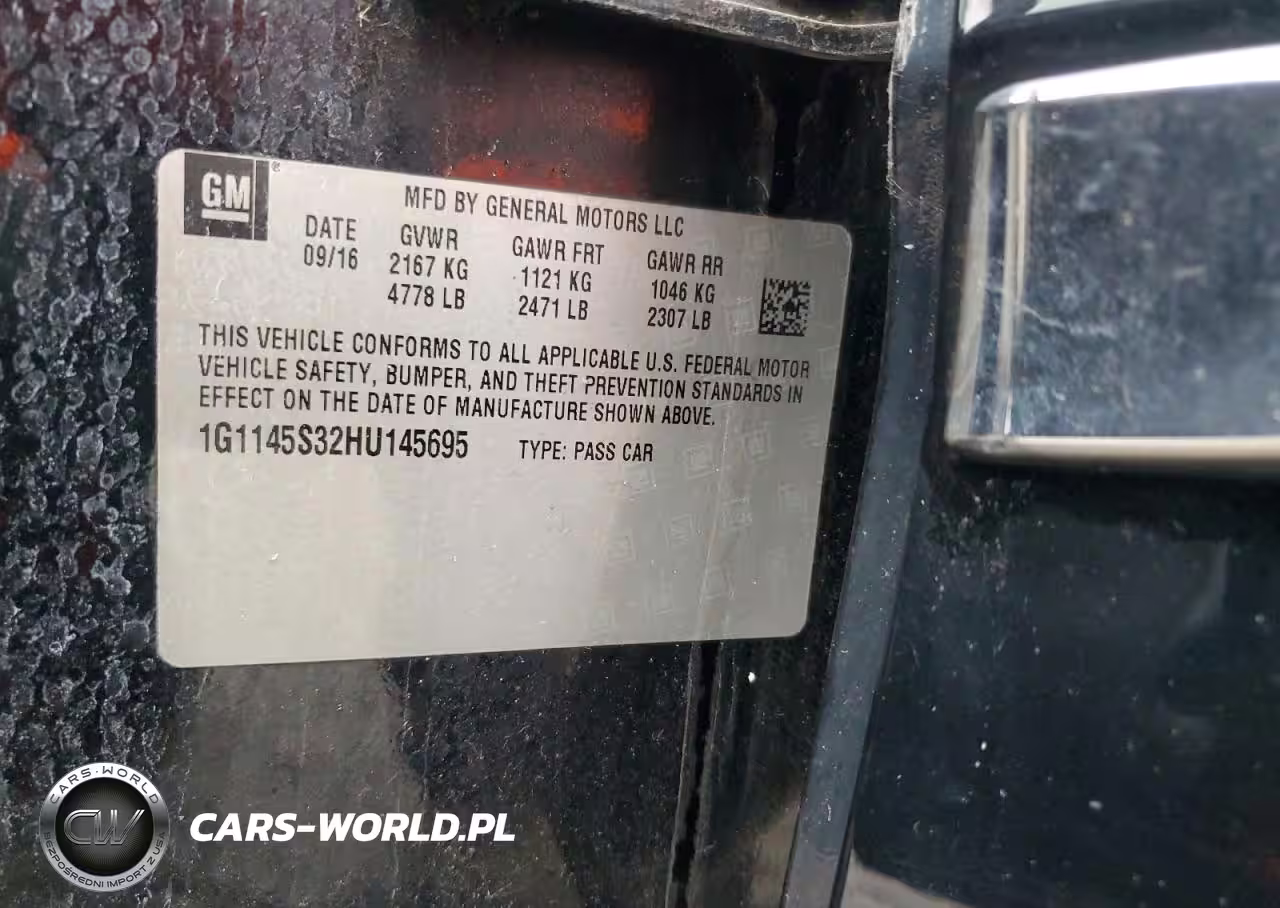 GM®
MFD BY GENERAL MOTORS LLC
DATE GVWR GAWR FRT GAWR RR
09/16 2167 KG 1121 KG 1046 KG
4778 LB 2471 LB 2307 LB
THIS VEHICLE CONFORMS TO ALL APPLICABLE U.S. FEDERAL MOTOR
VEHICLE SAFETY, BUMPER, AND THEFT PREVENTION STANDARDS IN
EFFECT ON THE DATE OF MANUFACTURE SHOWN ABOVE.
1G1145S32HU145695 TYPE: PASS CAR
CARS-WORLD
CW
BEZPOŚREDNI IMPORT Z USA
CARS-WORLD.PL